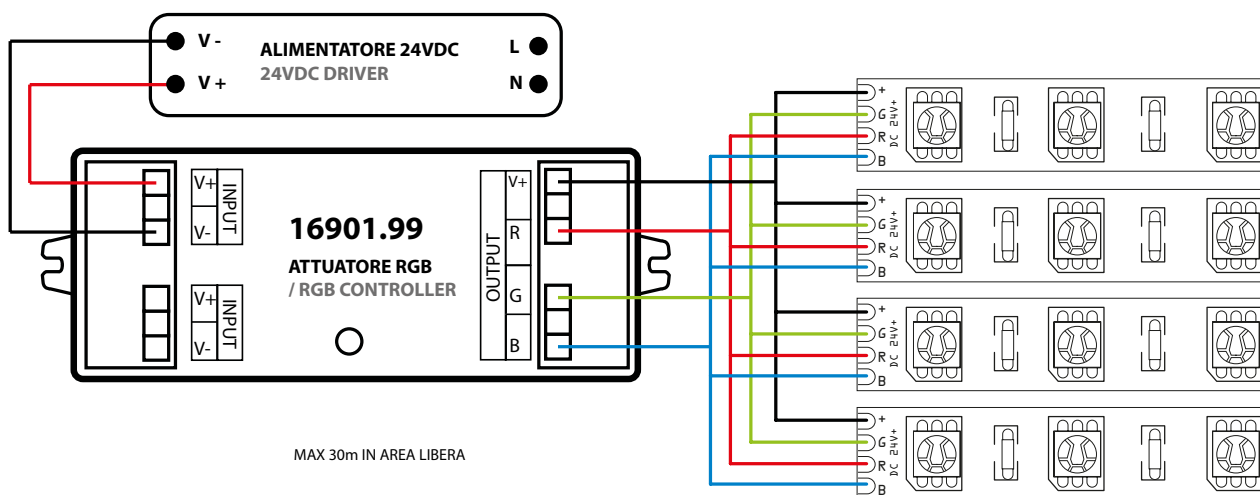 V -
ALIMENTATORE 24VDC
L
V +
24VDC DRIVER
N
V+
INPUT
V-
16901.99
ATTUATORE RGB
/ RGB CONTROLLER
V+
INPUT
V-
OUTPUT
V+
R
G
B
MAX 30m IN AREA LIBERA
+
G
R
B
DC 24V+
+
G
R
B
DC 24V+
+
G
R
B
DC 24V+
+
G
R
B
DC 24V+